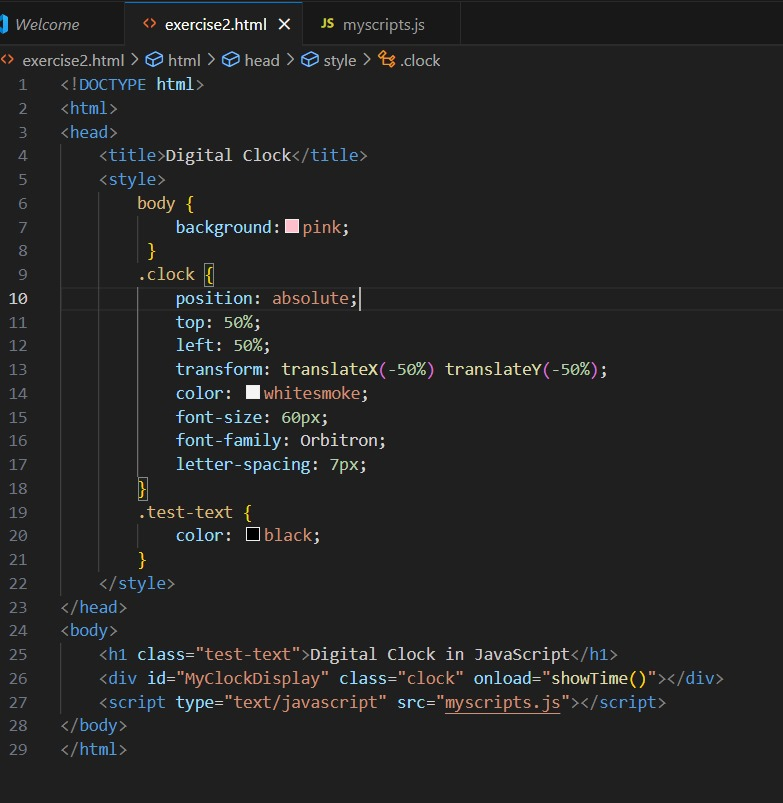 Welcome
<> exercise2.html ×
JS myscripts.js
<> exercise2.html > html > head > style > .clock
1 <!DOCTYPE html>
2 <html>
3 <head>
4     <title>Digital Clock</title>
5     <style>
6         body {
7             background: pink;
8          }
9         .clock {
10             position: absolute;
11             top: 50%;
12             left: 50%;
13             transform: translateX(-50%) translateY(-50%);
14             color: whitesmoke;
15             font-size: 60px;
16             font-family: Orbitron;
17             letter-spacing: 7px;
18         }
19         .test-text {
20             color: black;
21         }
22     </style>
23 </head>
24 <body>
25     <h1 class="test-text">Digital Clock in JavaScript</h1>
26     <div id="MyClockDisplay" class="clock" onload="showTime()"></div>
27     <script type="text/javascript" src="myscripts.js"></script>
28 </body>
29 </html>